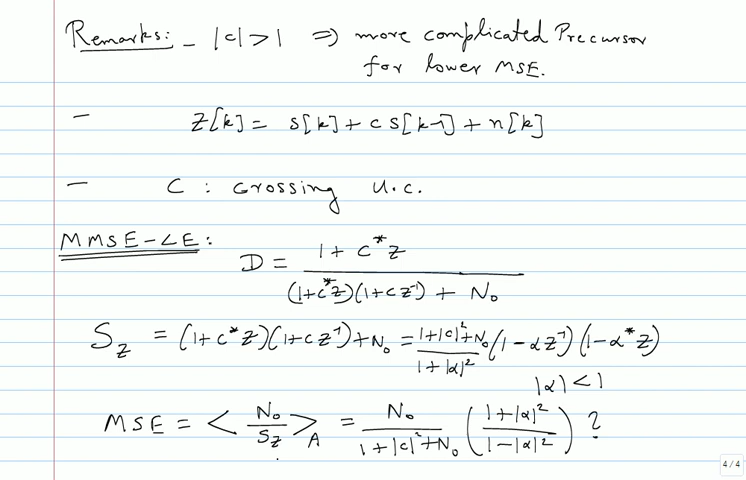 Remarks: - |c| > 1 ⇒ more complicated Precursor
for lower MSE.
- Z[k] = s[k] + c s[k-1] + n[k]
- C : crossing u.c.
MMSE-LE:
D = (1 + c*z) / ((1+c*z)(1+cz⁻¹) + N₀)
S_z = (1+c*z)(1+cz⁻¹)+N₀ = (1+|c|²+N₀)/(1+|α|²) (1-αz⁻¹)(1-α*z)
|α| < 1
MSE = < N₀/S_z >_A = N₀/(1+|c|²+N₀) ((1+|α|²)/(1-|α|²)) ?
4/4